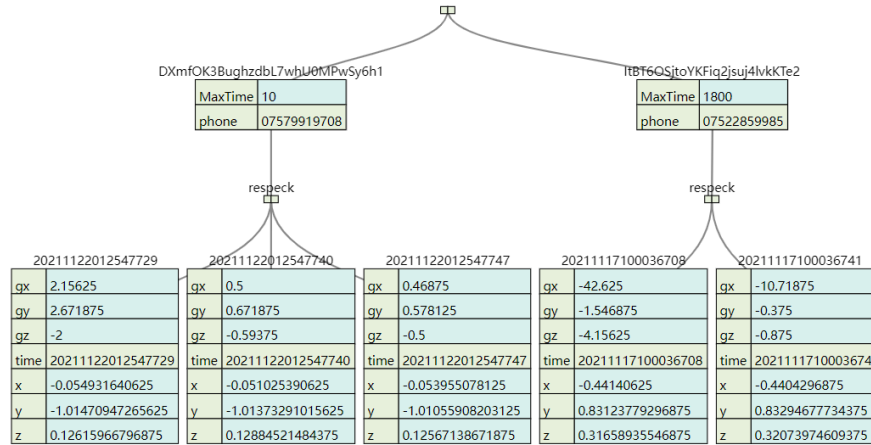 DXmfOK3BughzdbL7whU0MPwSy6h1 ItBT6OSjtoYKFiq2jsuj4lvkKTe2
MaxTime 10 MaxTime 1800
phone 07579919708 phone 07522859985
respeck respeck
20211122012547729 20211122012547740 20211122012547747 20211117100036708 20211117100036741
gx 2.15625 gx 0.5 gx 0.46875 gx -42.625 gx -10.71875
gy 2.671875 gy 0.671875 gy 0.578125 gy -1.546875 gy -0.375
gz -2 gz -0.59375 gz -0.5 gz -4.15625 gz -0.875
time 20211122012547729 time 20211122012547740 time 20211122012547747 time 20211117100036708 time 2021111710003674
x -0.054931640625 x -0.051025390625 x -0.053955078125 x -0.44140625 x -0.4404296875
y -1.01470947265625 y -1.01373291015625 y -1.01055908203125 y 0.83123779296875 y 0.83294677734375
z 0.12615966796875 z 0.12884521484375 z 0.12567138671875 z 0.31658935546875 z 0.32073974609375